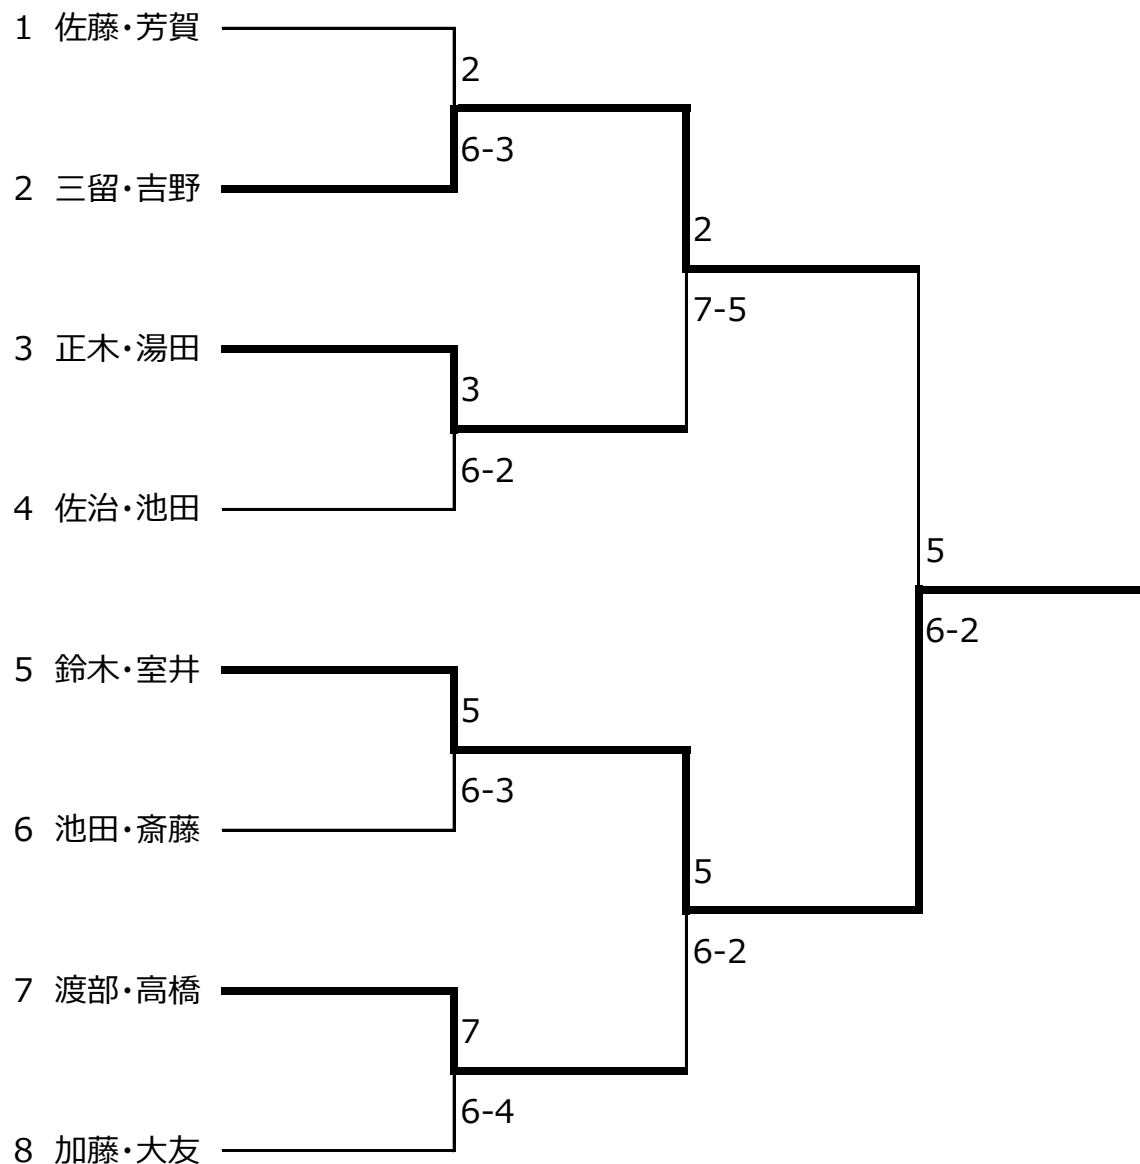 1 佐藤・芳賀
2
6-3
2 三留・吉野
2
7-5
3 正木・湯田
3
6-2
4 佐治・池田
5
6-2
5 鈴木・室井
5
6-3
6 池田・斎藤
5
6-2
7 渡部・高橋
7
6-4
8 加藤・大友